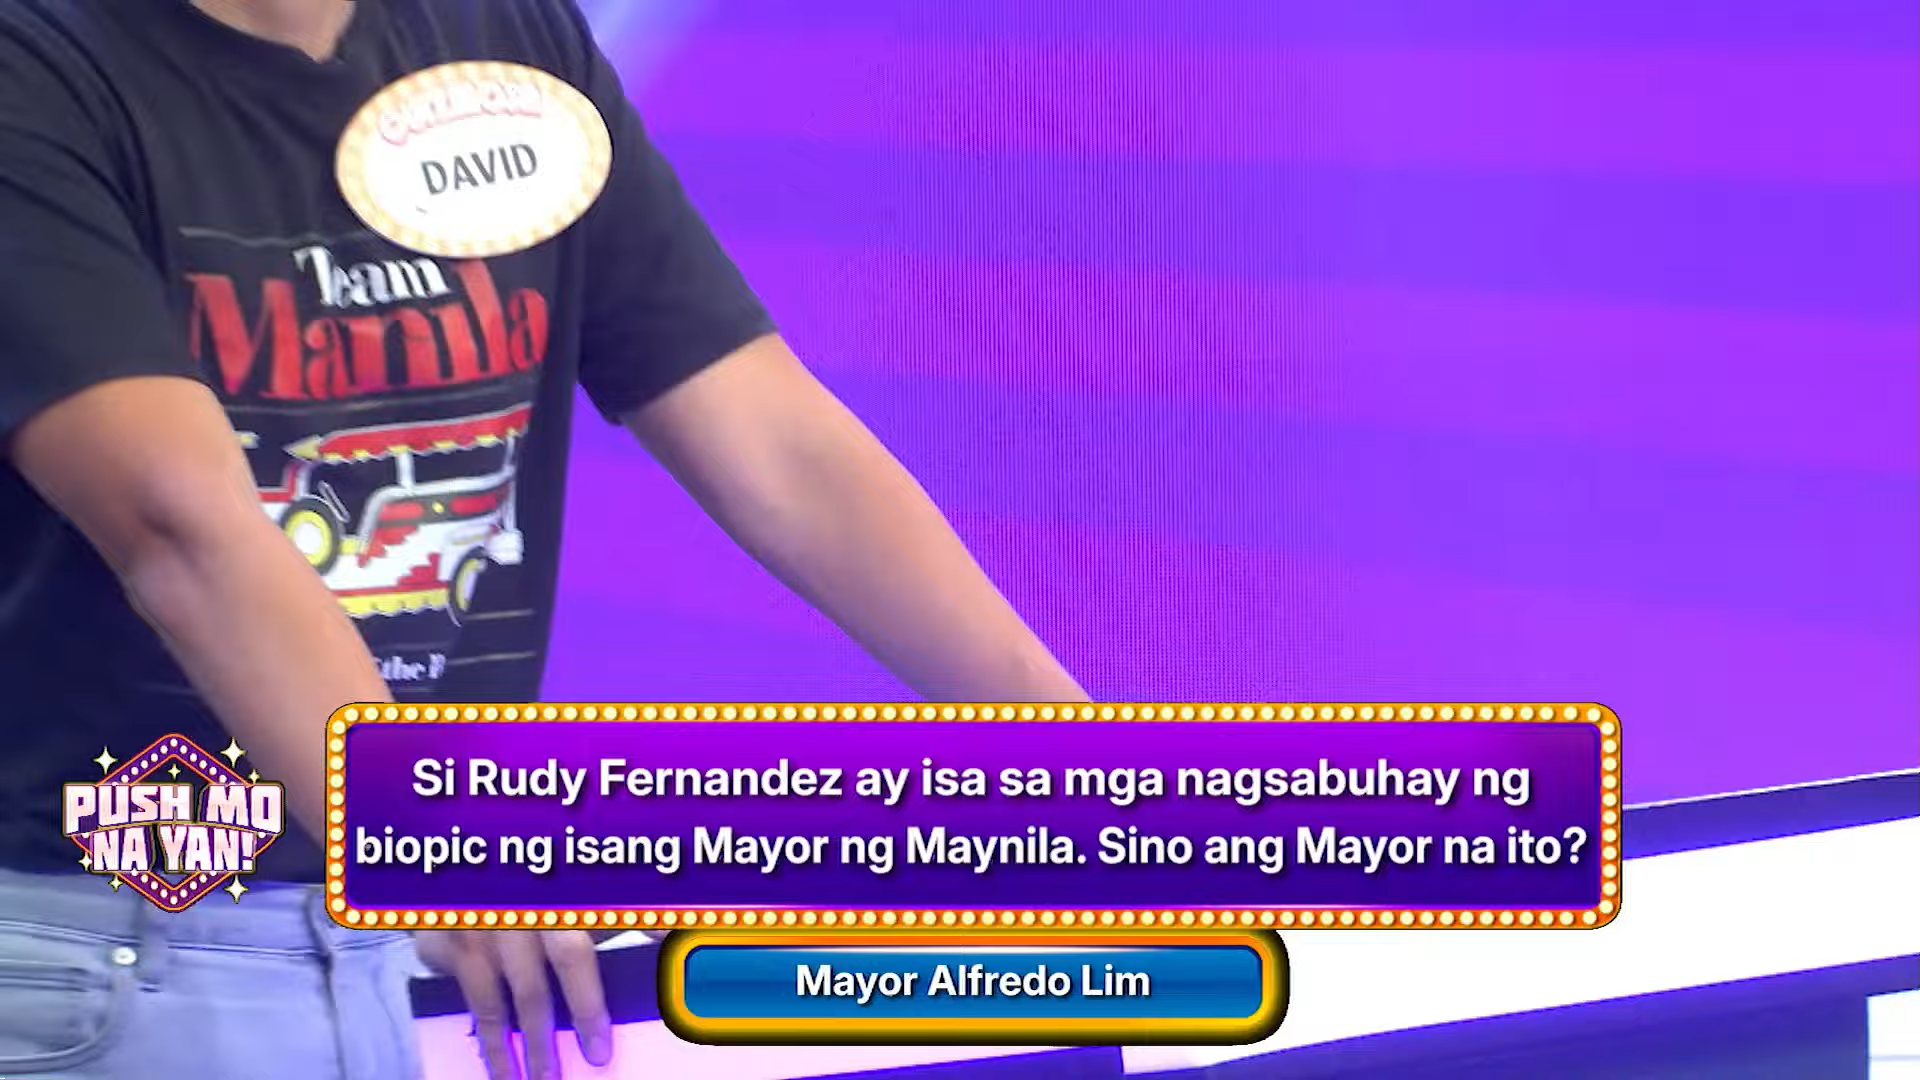 DAVID
Team
Manila
the
PUSH MO
NA YAN!
Si Rudy Fernandez ay isa sa mga nagsabuhay ng
biopic ng isang Mayor ng Maynila. Sino ang Mayor na ito?
Mayor Alfredo Lim